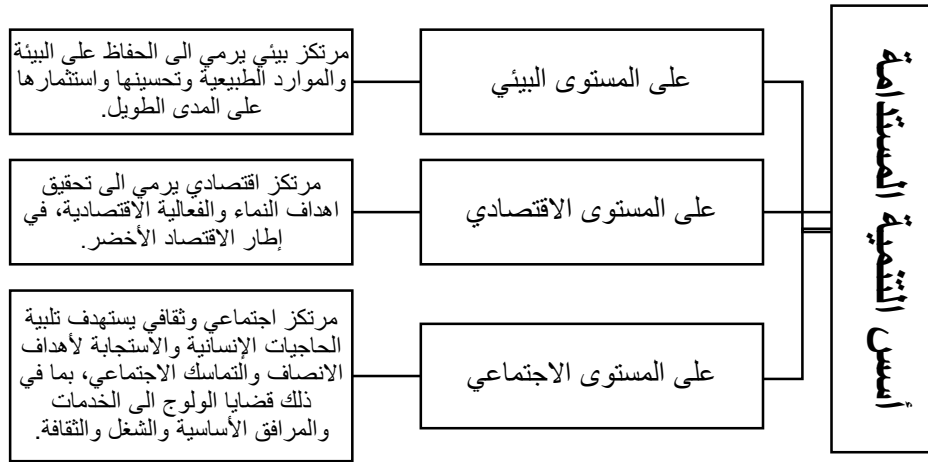 أسس التنمية المستدامة
على المستوى البيئي
مرتكز بيئي يرمي الى الحفاظ على البيئة
والموارد الطبيعية وتحسينها واستثمارها
على المدى الطويل.
على المستوى الاقتصادي
مرتكز اقتصادي يرمي الى تحقيق
اهداف النماء والفعالية الاقتصادية، في
إطار الاقتصاد الأخضر.
على المستوى الاجتماعي
مرتكز اجتماعي وثقافي يستهدف تلبية
الحاجيات الإنسانية والاستجابة لأهداف
الانصاف والتماسك الاجتماعي، بما في
ذلك قضايا الولوج الى الخدمات
والمرافق الأساسية والشغل والثقافة.